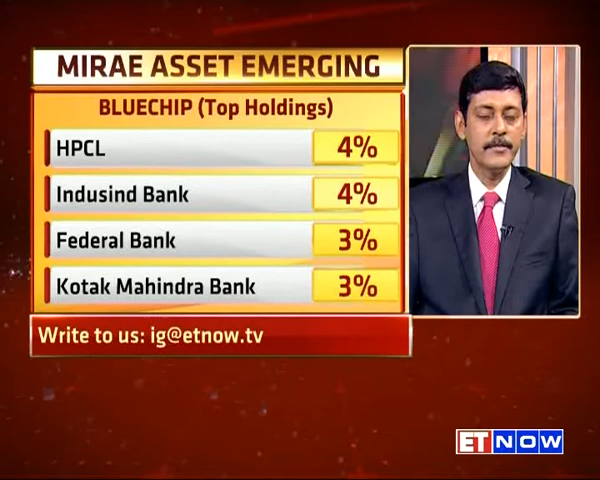 MIRAE ASSET EMERGING
BLUECHIP (Top Holdings)
HPCL 4%
Indusind Bank 4%
Federal Bank 3%
Kotak Mahindra Bank 3%
Write to us: ig@etnow.tv
ET NOW